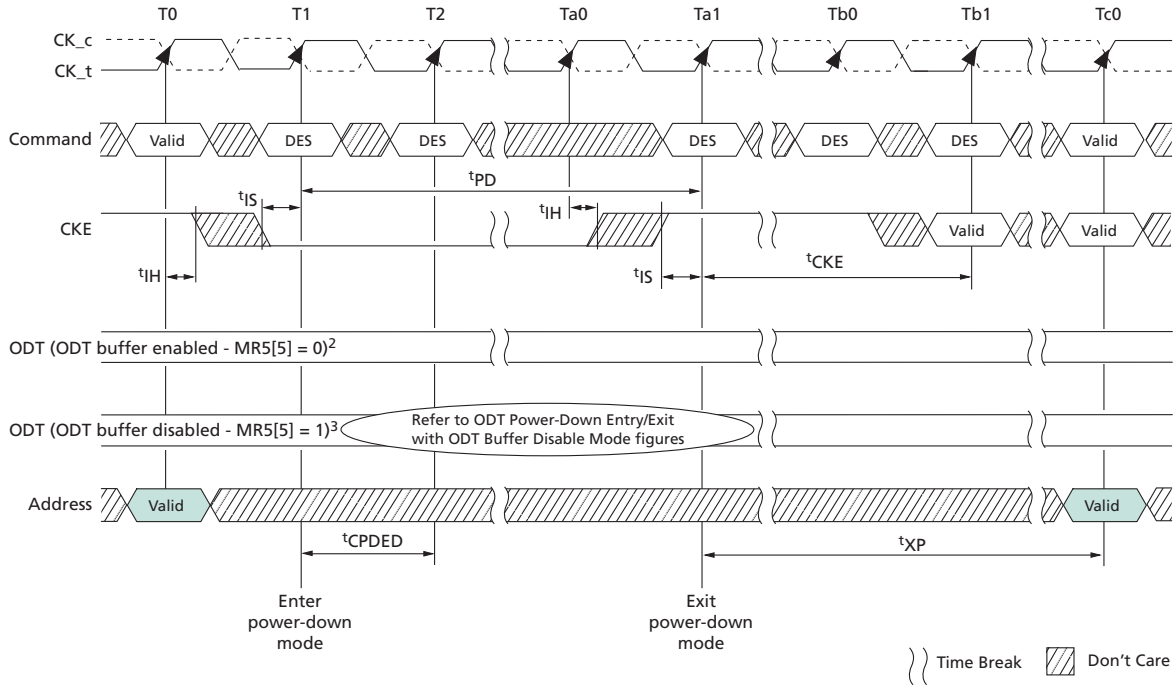 T0 T1 T2 Ta0 Ta1 Tb0 Tb1 Tc0
CK_c
CK_t
Command Valid DES DES DES DES DES Valid
tPD
tIS tIH
CKE Valid Valid
tIH tIS tCKE
ODT (ODT buffer enabled - MR5[5] = 0)2
ODT (ODT buffer disabled - MR5[5] = 1)3
Refer to ODT Power-Down Entry/Exit
with ODT Buffer Disable Mode figures
Address Valid Valid
tCPDED tXP
Enter
power-down
mode
Exit
power-down
mode
Time Break Don't Care